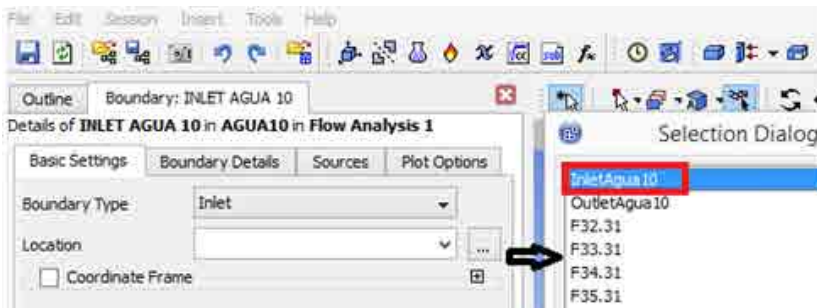 File Edit Session Insert Tools Help
Outline Boundary: INLET AGUA 10
Details of INLET AGUA 10 in AGUA10 in Flow Analysis 1
Basic Settings Boundary Details Sources Plot Options
Boundary Type Inlet
Location ...
Coordinate Frame
Selection Dialog
InletAgua10
OutletAgua10
F32.31
F33.31
F34.31
F35.31